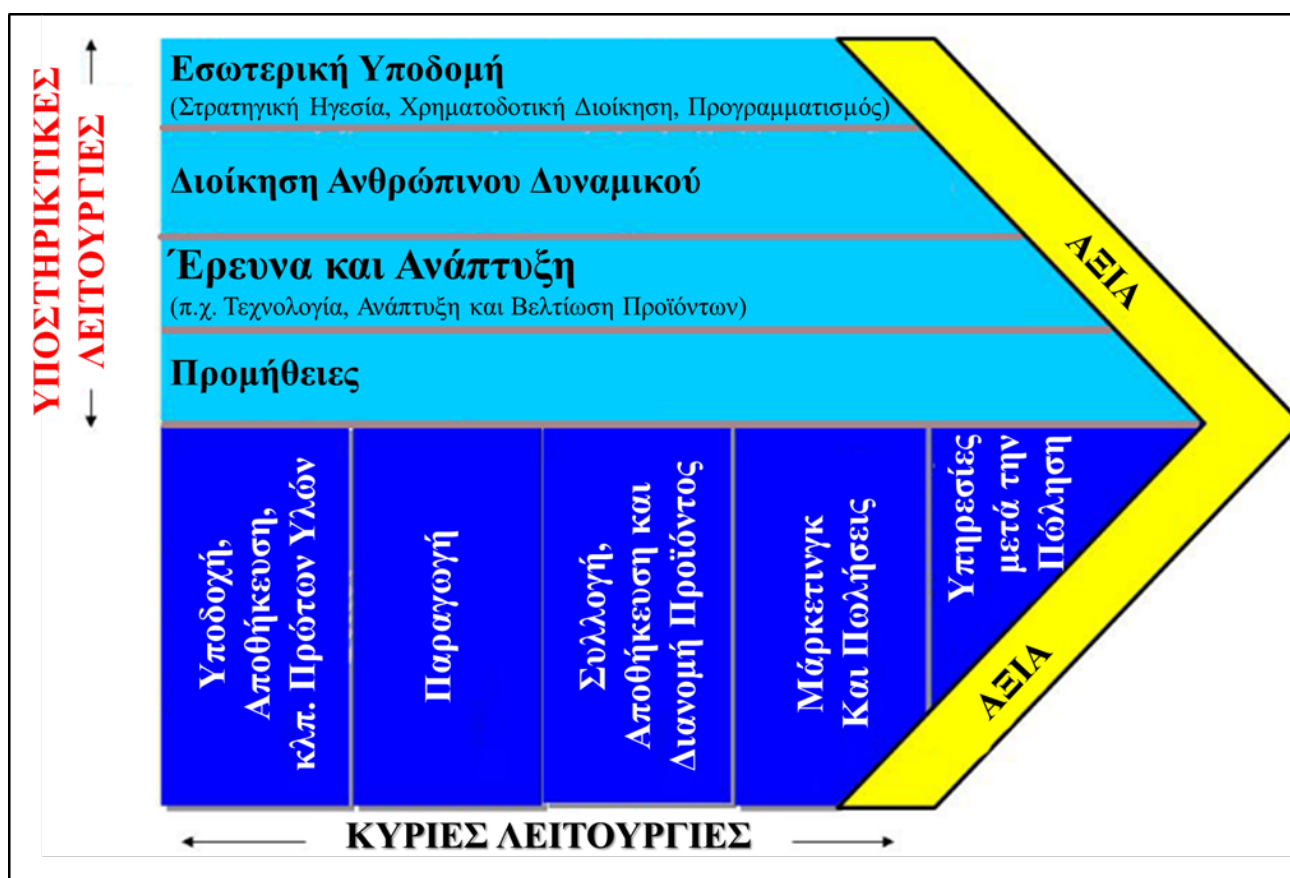 ΥΠΟΣΤΗΡΙΚΤΙΚΕΣ
ΛΕΙΤΟΥΡΓΙΕΣ
Εσωτερική Υποδομή
(Στρατηγική Ηγεσία, Χρηματοδοτική Διοίκηση, Προγραμματισμός)
Διοίκηση Ανθρώπινου Δυναμικού
Έρευνα και Ανάπτυξη
(π.χ. Τεχνολογία, Ανάπτυξη και Βελτίωση Προϊόντων)
Προμήθειες
ΑΞΙΑ
Υποδοχή,
Αποθήκευση,
κλπ. Πρώτων Υλών
Παραγωγή
Συλλογή,
Αποθήκευση και
Διανομή Προϊόντος
Μάρκετινγκ
Και Πωλήσεις
Υπηρεσίες
μετά την
Πώληση
ΑΞΙΑ
ΚΥΡΙΕΣ ΛΕΙΤΟΥΡΓΙΕΣ